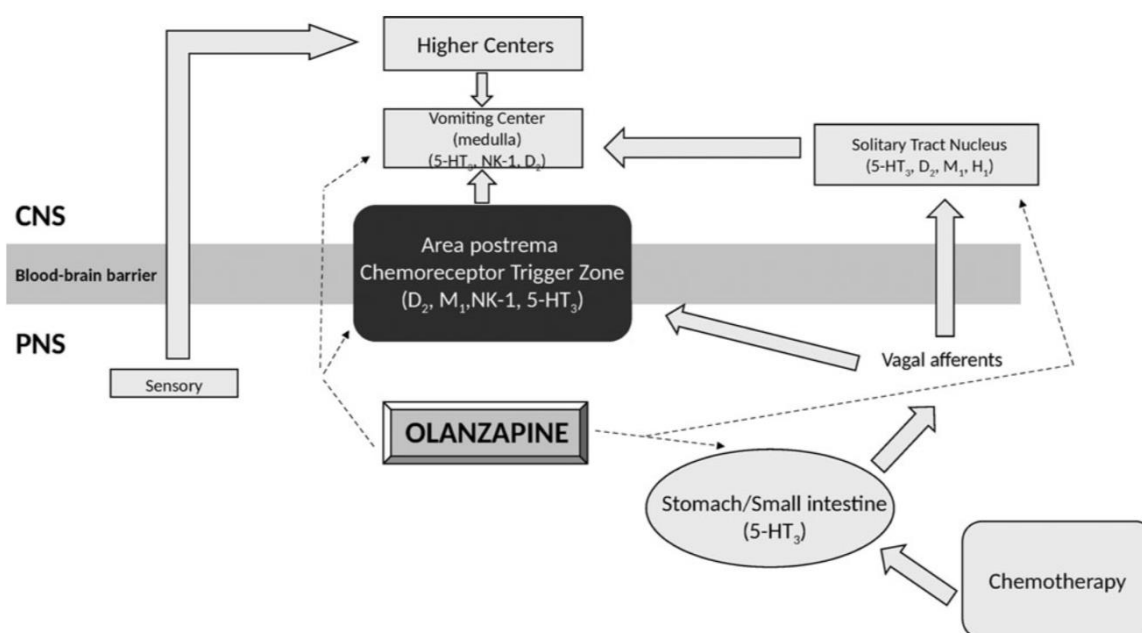 Higher Centers
Vomiting Center
(medulla)
(5-HT₃, NK-1, D₂)
Solitary Tract Nucleus
(5-HT₃, D₂, M₁, H₁)
CNS
Area postrema
Chemoreceptor Trigger Zone
(D₂, M₁,NK-1, 5-HT₃)
Blood-brain barrier
PNS
Vagal afferents
Sensory
OLANZAPINE
Stomach/Small intestine
(5-HT₃)
Chemotherapy